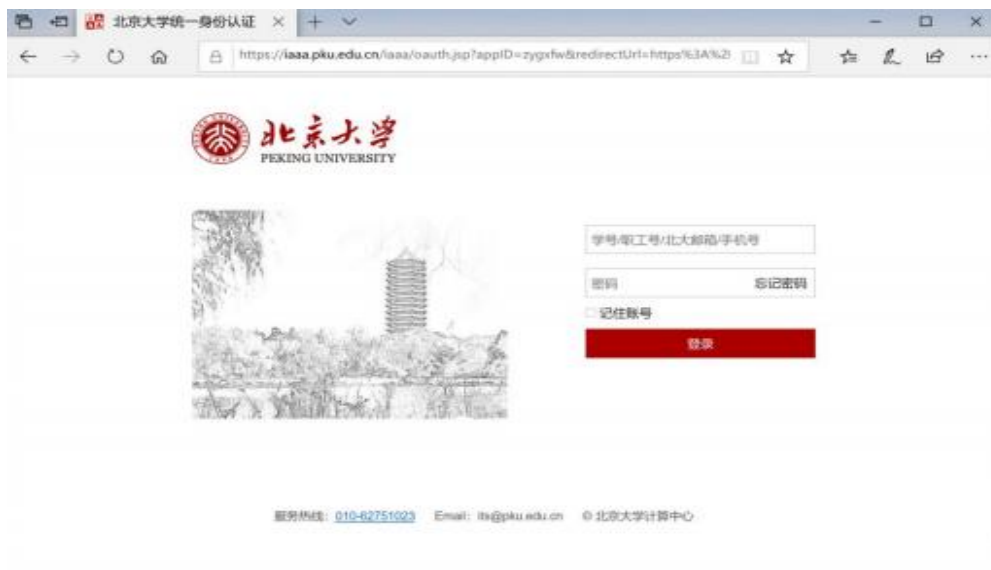 北京大学统一身份认证
https://iaaa.pku.edu.cn/iaaa/oauth.jsp?appID=zygxfw&redirectUrl=https%3A%2
北京大学
PEKING UNIVERSITY
学号/职工号/北大邮箱/手机号
密码 忘记密码
记住账号
登录
服务热线: 010-62751023 Email: its@pku.edu.cn © 北京大学计算中心